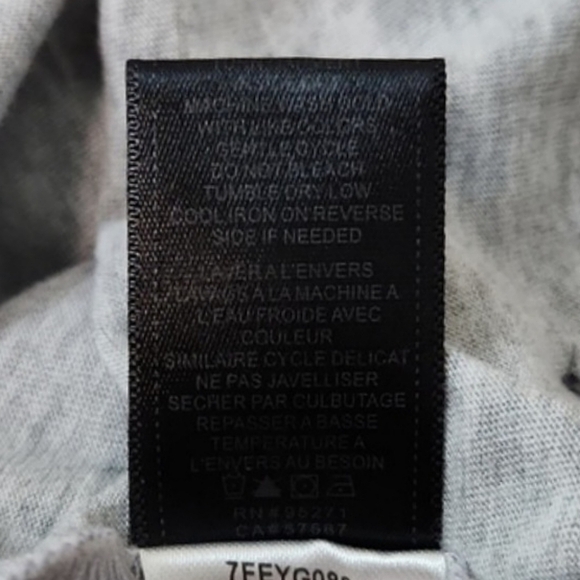 MACHINE WASH COLD
WITH LIKE COLORS
GENTLE CYCLE
DO NOT BLEACH
TUMBLE DRY LOW
COOL IRON ON REVERSE
SIDE IF NEEDED
LAVER A L'ENVERS
LAVAGE A LA MACHINE A
L'EAU FROIDE AVEC
COULEUR
SIMILAIRE CYCLE DELICAT
NE PAS JAVELLISER
SECHER PAR CULBUTAGE
REPASSER A BASSE
TEMPERATURE A
L'ENVERS AU BESOIN
RN#95271
CA#57687